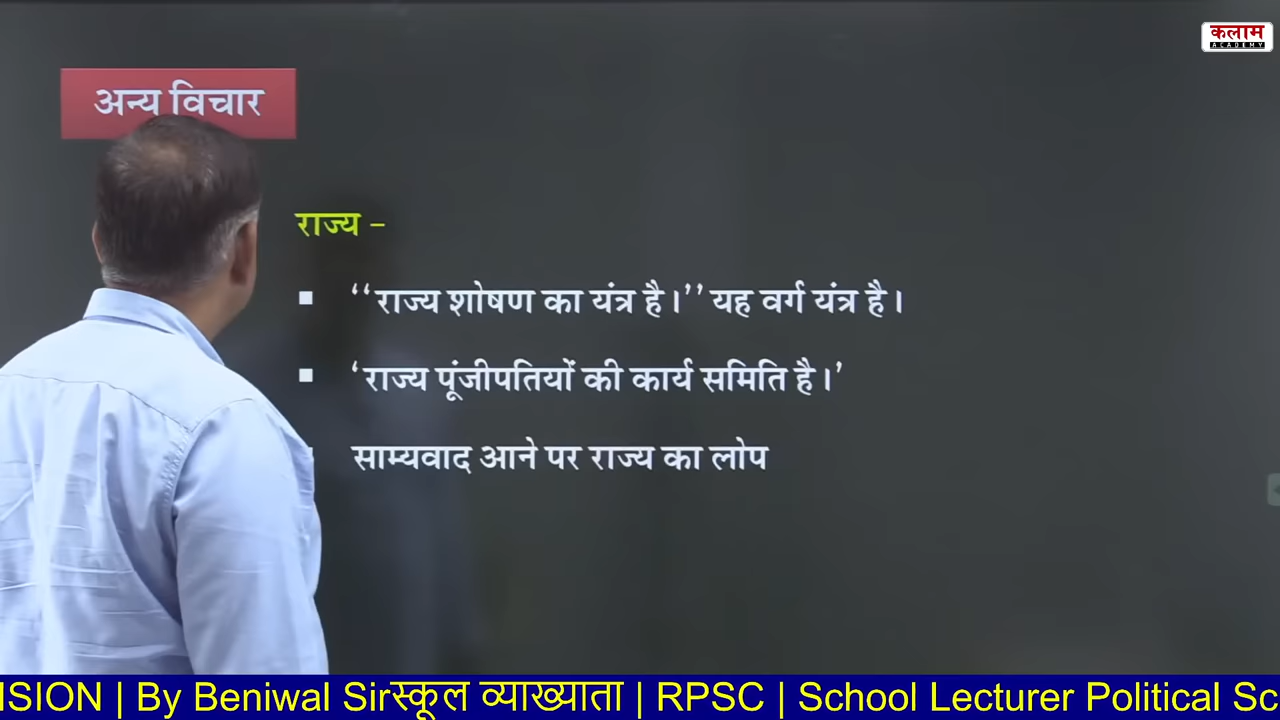 कलाम
ACADEMY
अन्य विचार
राज्य –
▪ ‘‘राज्य शोषण का यंत्र है।’’ यह वर्ग यंत्र है।
▪ ‘राज्य पूंजीपतियों की कार्य समिति है।’
साम्यवाद आने पर राज्य का लोप
ISION | By Beniwal Sirस्कूल व्याख्याता | RPSC | School Lecturer Political Sc